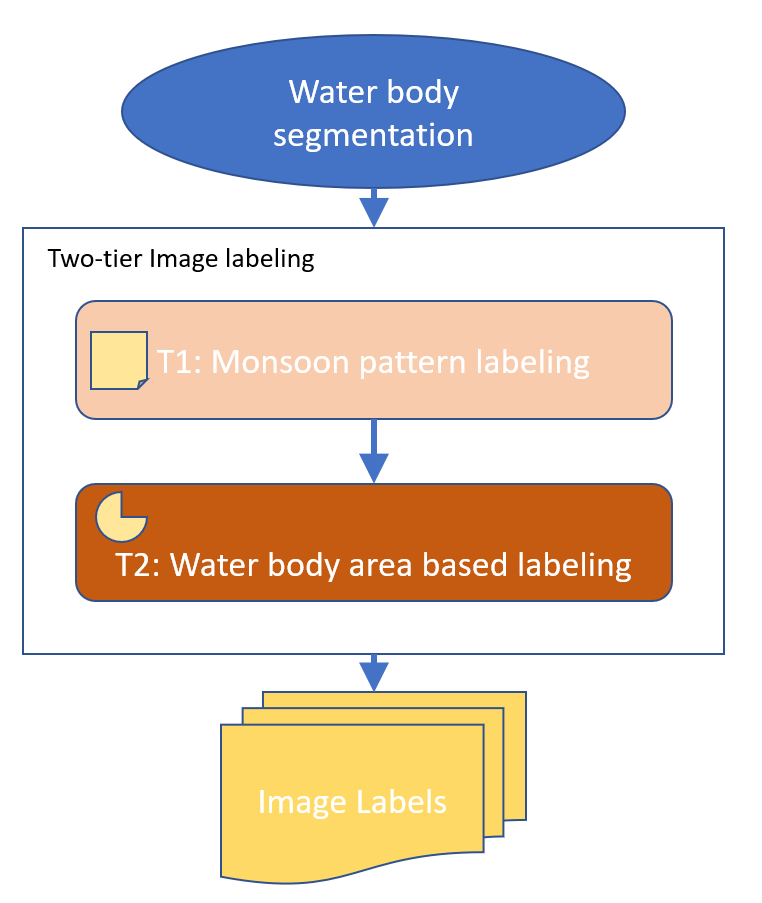 Water body
segmentation
Two-tier Image labeling
T1: Monsoon pattern labeling
T2: Water body area based labeling
Image Labels